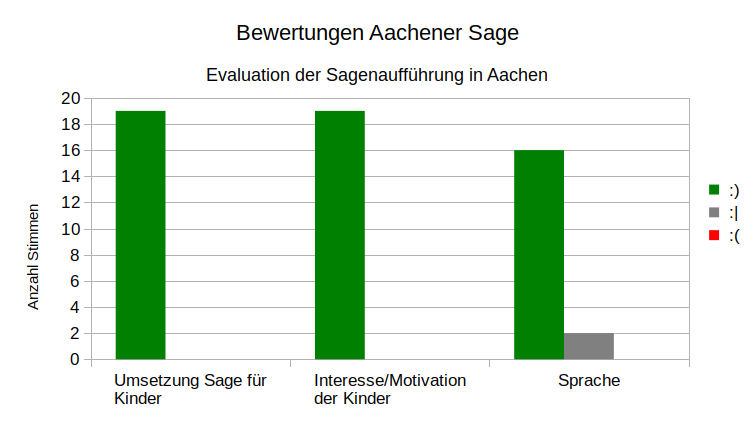 Bewertungen Aachener Sage
Evaluation der Sagenaufführung in Aachen
Anzahl Stimmen
20
18
16
14
12
10
8
6
4
2
0
Umsetzung Sage für
Kinder
Interesse/Motivation
der Kinder
Sprache
:)
:|
:(